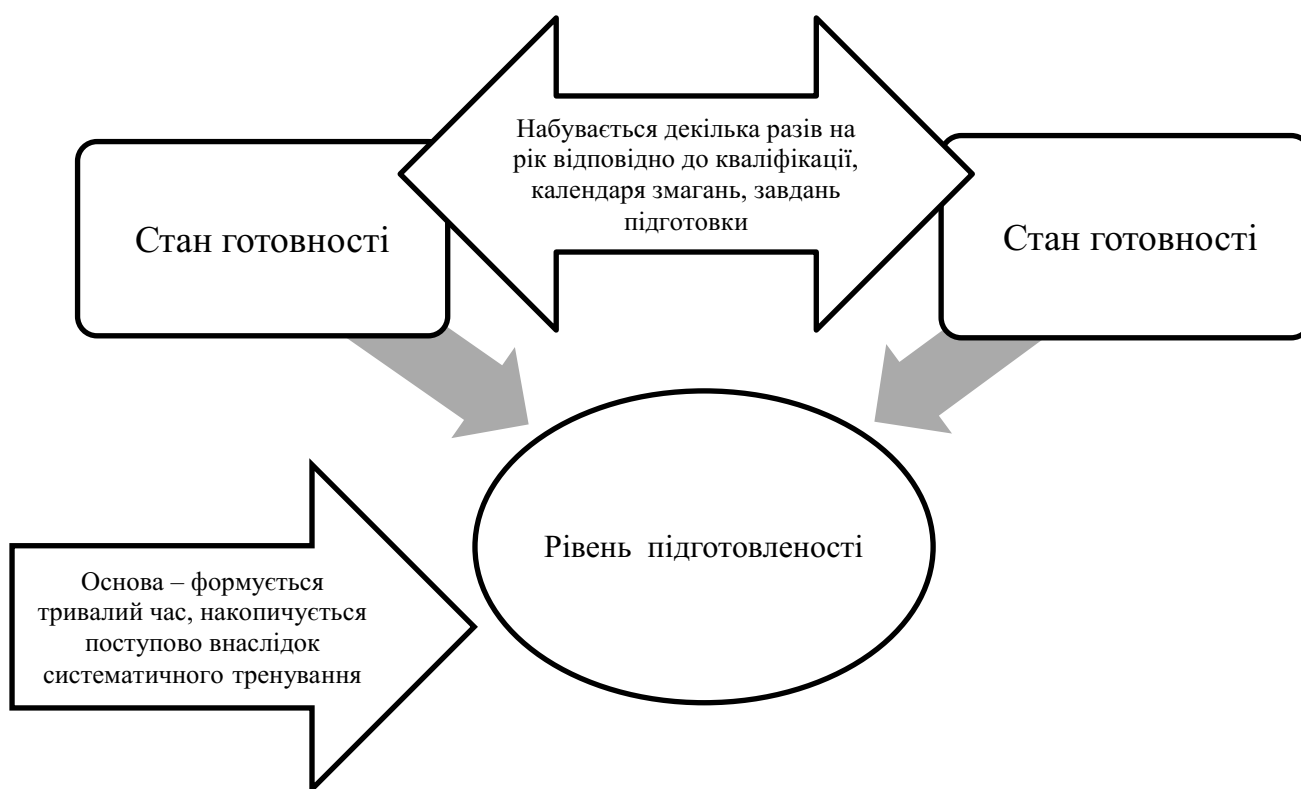 Набувається декілька разів на
рік відповідно до кваліфікації,
календаря змагань, завдань
підготовки
Стан готовності
Стан готовності
Рівень підготовленості
Основа – формується
тривалий час, накопичується
поступово внаслідок
систематичного тренування